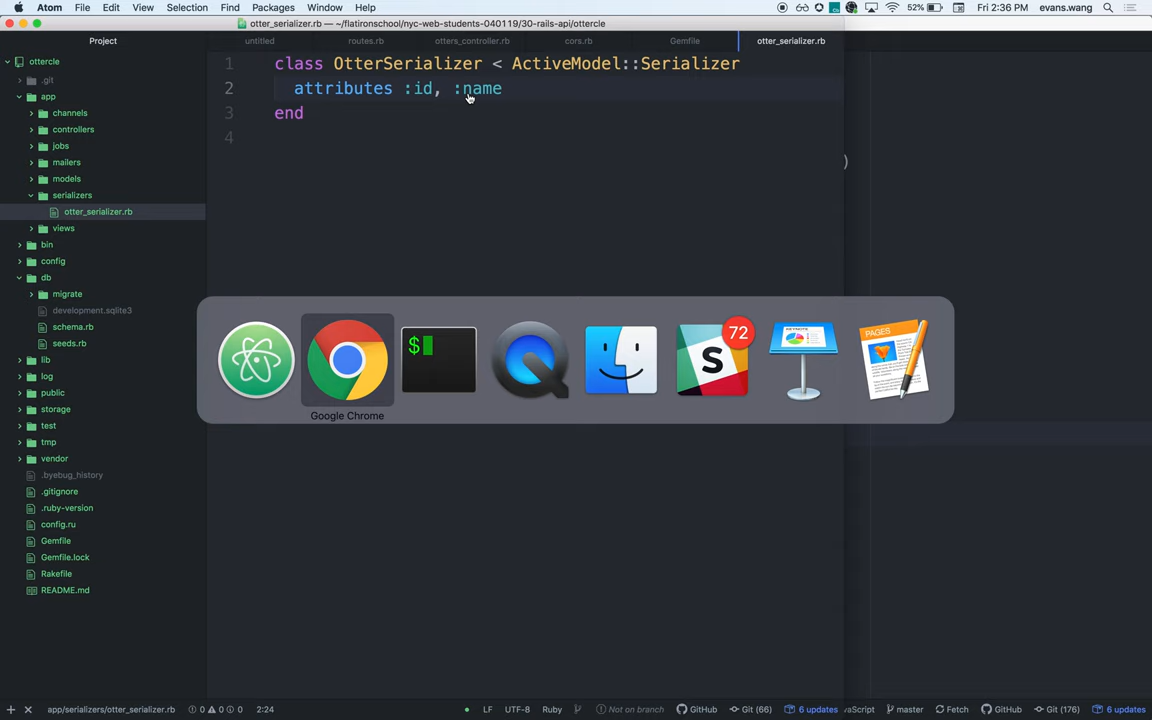 Atom File Edit View Selection Find Packages Window Help 52% Fri 2:36 PM evans.wang
otter_serializer.rb — ~/flatironschool/nyc-web-students-040119/30-rails-api/ottercle
Project untitled routes.rb otters_controller.rb cors.rb Gemfile otter_serializer.rb
ottercle
.git
app
channels
controllers
jobs
mailers
models
serializers
otter_serializer.rb
views
bin
config
db
migrate
development.sqlite3
schema.rb
seeds.rb
lib
log
public
storage
test
tmp
vendor
.byebug_history
.gitignore
.ruby-version
config.ru
Gemfile
Gemfile.lock
Rakefile
README.md
1 class OtterSerializer < ActiveModel::Serializer
2 attributes :id, :name
3 end
4
)
$
S
72
KEYNOTE
PAGES
Google Chrome
app/serializers/otter_serializer.rb 0 0 0 2:24 LF UTF-8 Ruby Not on branch GitHub Git (66) 6 updates vaScript master Fetch GitHub Git (176) 6 updates